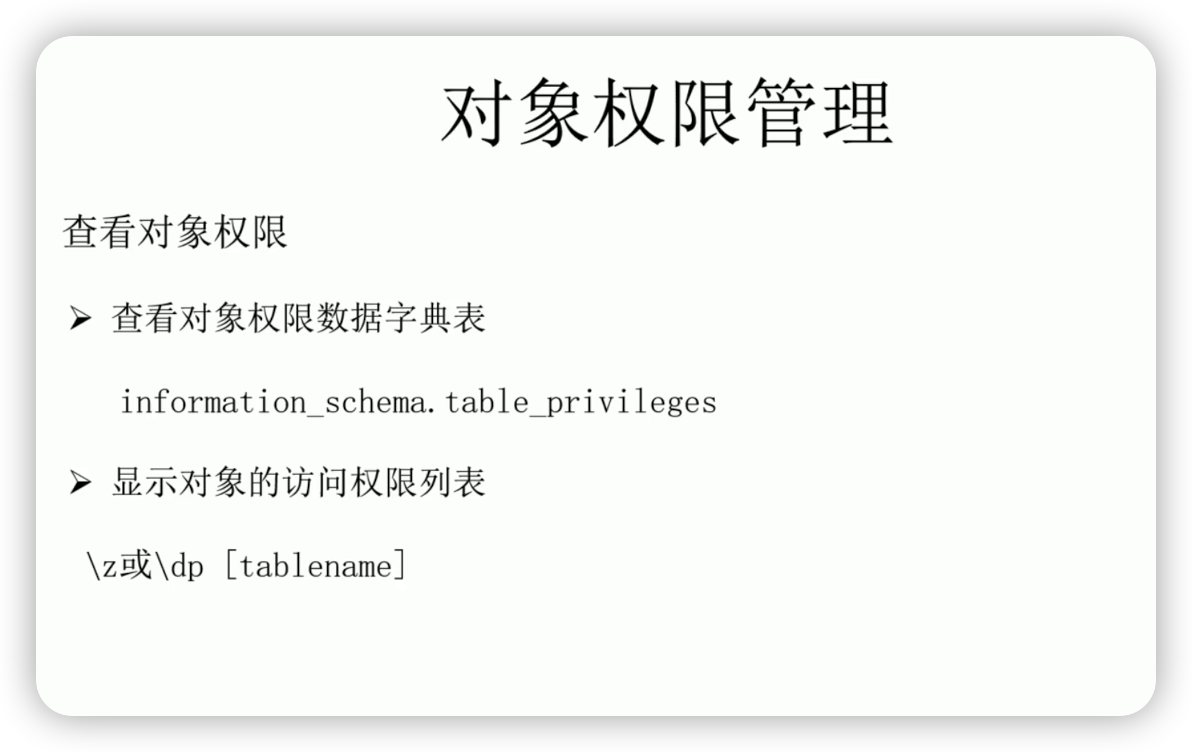 对象权限管理
查看对象权限
➢ 查看对象权限数据字典表
information_schema.table_privileges
➢ 显示对象的访问权限列表
\z或\dp [tablename]